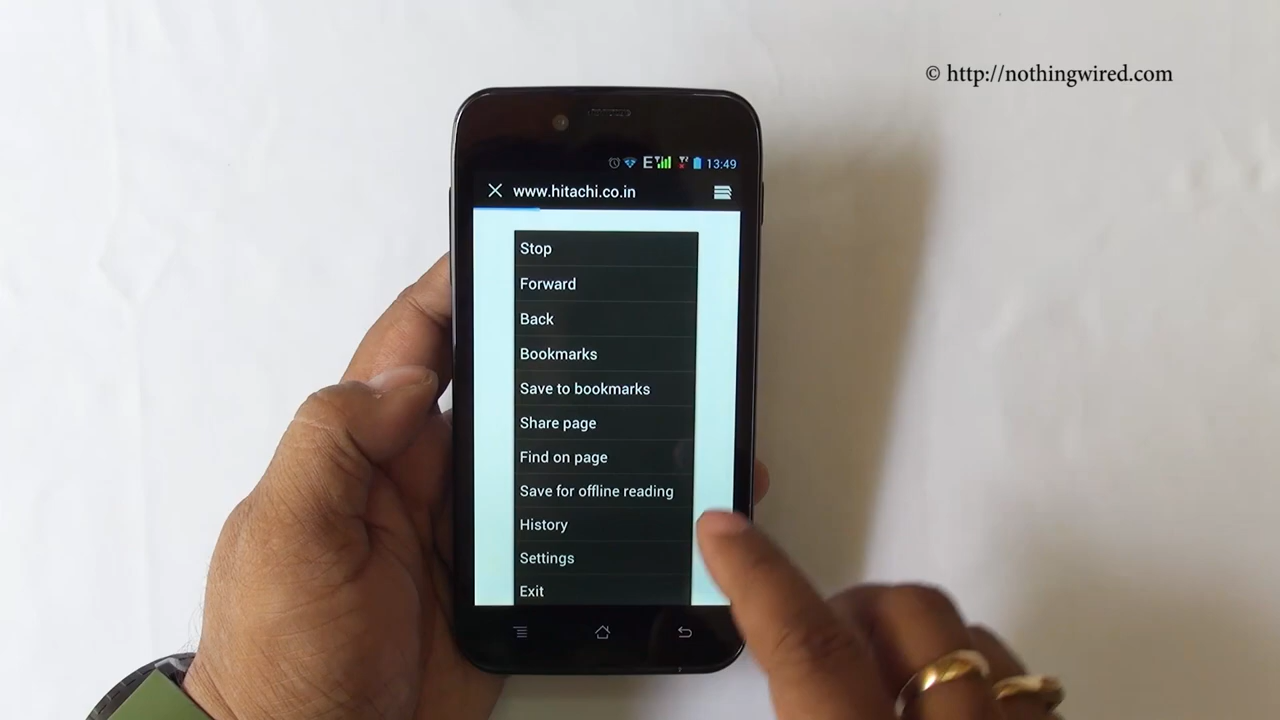 © http://nothingwired.com
E 13:49
www.hitachi.co.in
Stop
Forward
Back
Bookmarks
Save to bookmarks
Share page
Find on page
Save for offline reading
History
Settings
Exit